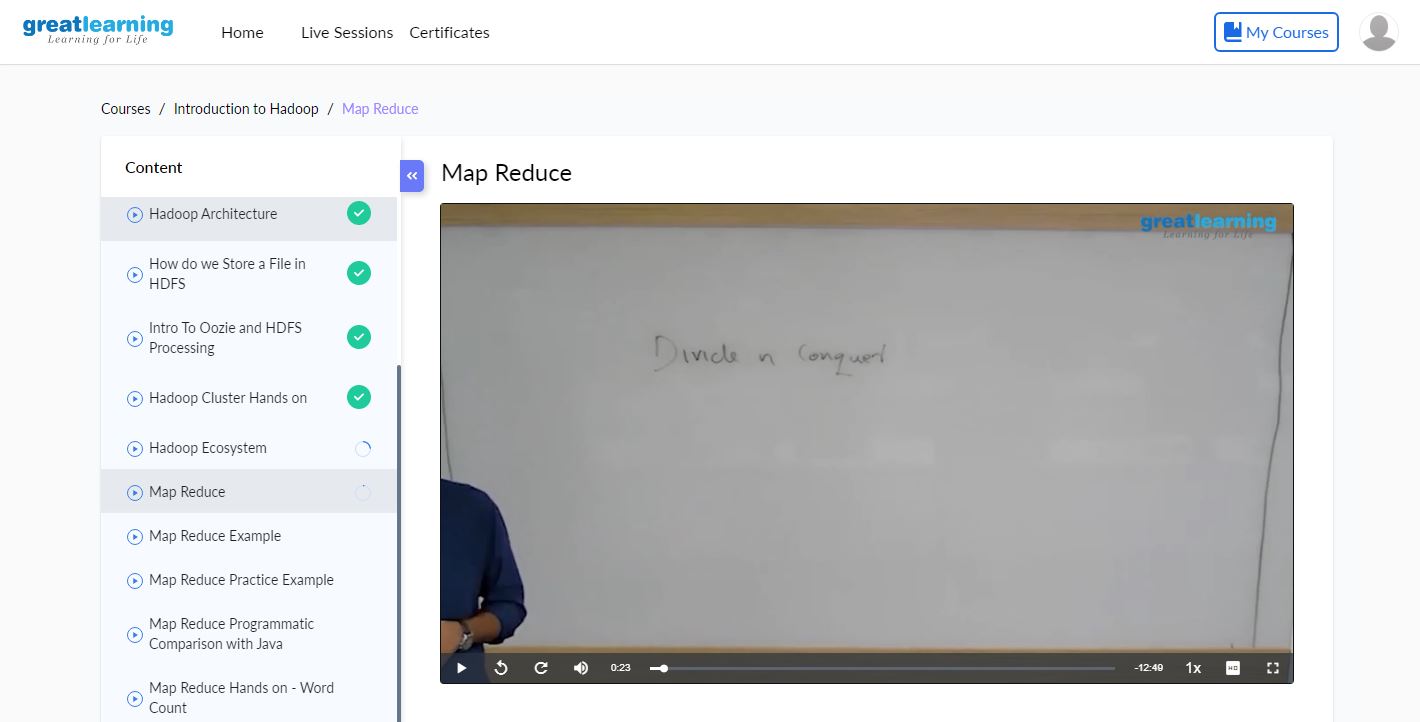 greatlearning
Learning for Life
Home
Live Sessions
Certificates
My Courses
Courses / Introduction to Hadoop / Map Reduce
Content
Hadoop Architecture
How do we Store a File in
HDFS
Intro To Oozie and HDFS
Processing
Hadoop Cluster Hands on
Hadoop Ecosystem
Map Reduce
Map Reduce Example
Map Reduce Practice Example
Map Reduce Programmatic
Comparison with Java
Map Reduce Hands on - Word
Count
Map Reduce
greatlearning
Learning for Life
Divide n Conquer
0:23
-12:49
1x
HD